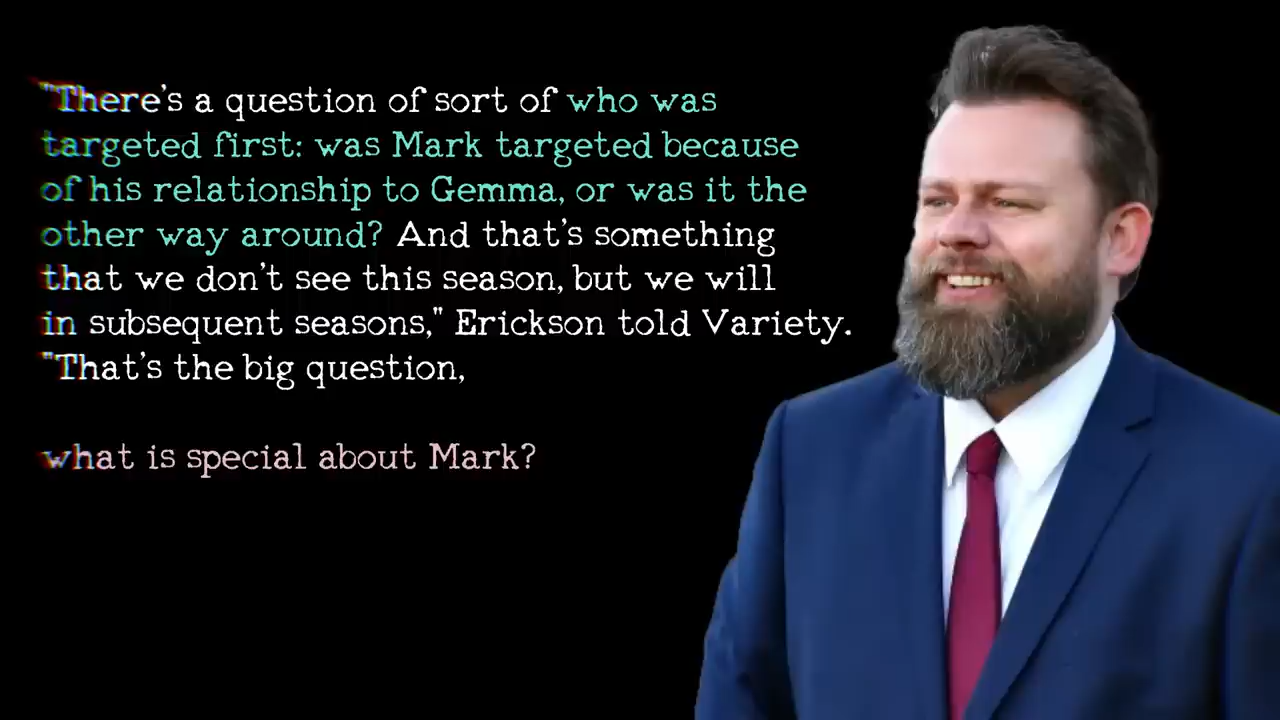 "There's a question of sort of who was
targeted first: was Mark targeted because
of his relationship to Gemma, or was it the
other way around? And that's something
that we don't see this season, but we will
in subsequent seasons," Erickson told Variety.
"That's the big question,
what is special about Mark?